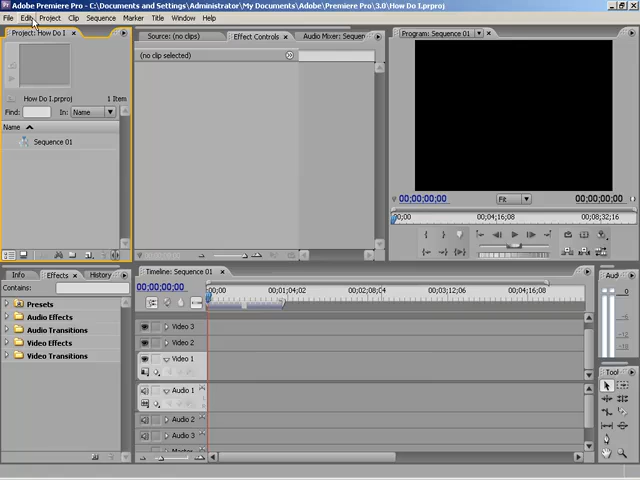 Adobe Premiere Pro - C:\Documents and Settings\Administrator\My Documents\Adobe\Premiere Pro\3.0\How Do I.prproj
File Edit Project Clip Sequence Marker Title Window Help
Project: How Do I
Source: (no clips) Effect Controls Audio Mixer: Sequen
Program: Sequence 01
(no clip selected)
How Do I.prproj 1 Item
Find: In: Name
Name
Sequence 01
00;00;00;00 Fit 00;00;00;00
00;00 00;04;16;08 00;08;32;16
Info Effects History
Contains:
Presets
Audio Effects
Audio Transitions
Video Effects
Video Transitions
Timeline: Sequence 01
00;00;00;00
00;00 00;01;04;02 00;02;08;04 00;03;12;06 00;04;16;08
Video 3
Video 2
Video 1
Audio 1
Audio 2
Audio 3
Master
Aud
0
Tool